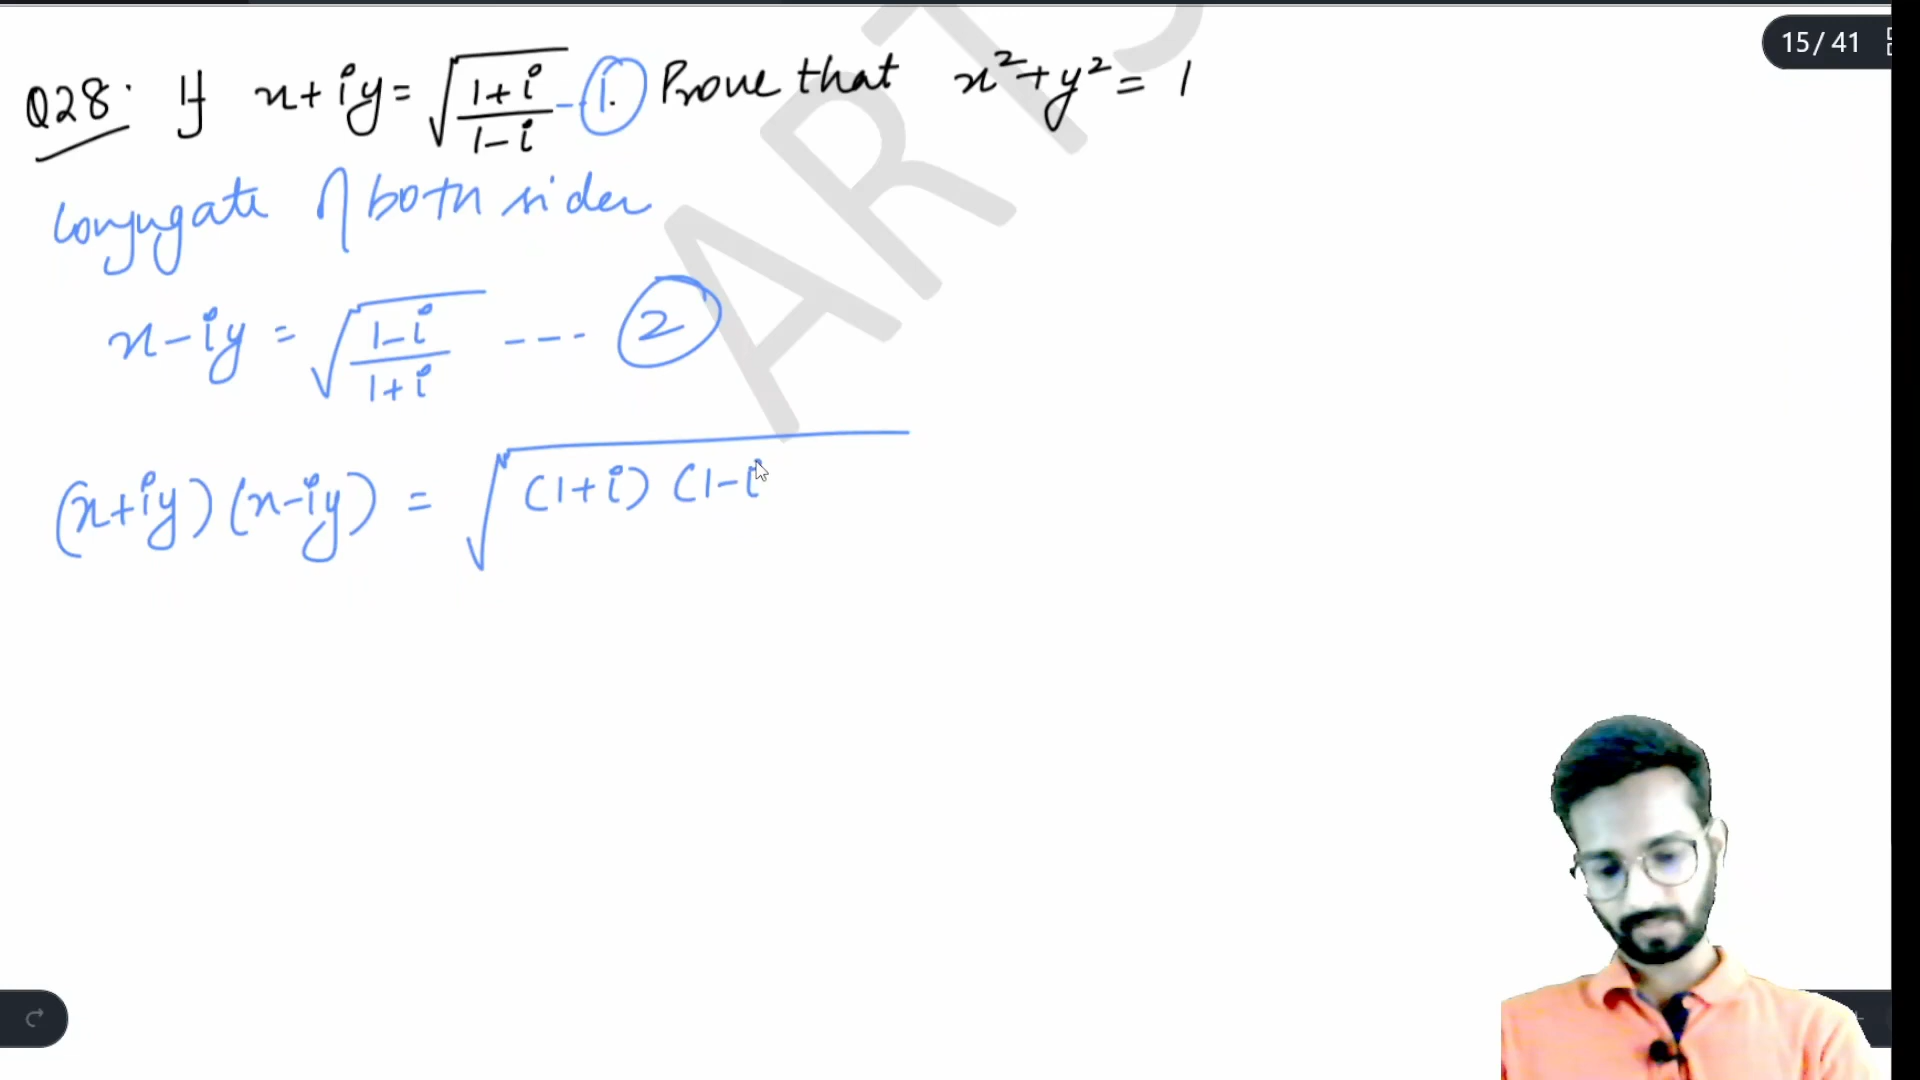 15/ 41
Q28. If x+iy = √(1+i)/(1-i) --- 1. Prove that x²+y² = 1
Conjugate of both sides
x-iy = √(1-i)/(1+i) ---- 2
(x+iy)(x-iy) = √(1+i) (1-i
ARTS